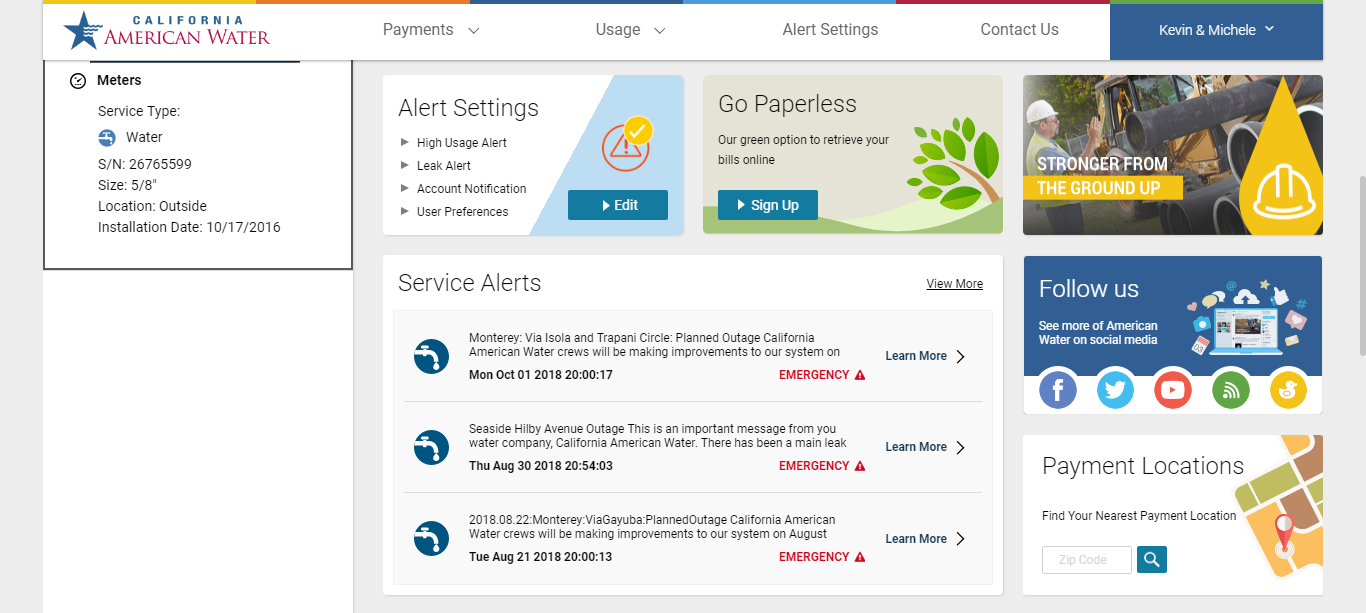 CALIFORNIA
AMERICAN WATER
Payments
Usage
Alert Settings
Contact Us
Kevin & Michele
Meters
Service Type:
Water
S/N: 26765599
Size: 5/8"
Location: Outside
Installation Date: 10/17/2016
Alert Settings
High Usage Alert
Leak Alert
Account Notification
User Preferences
Edit
Go Paperless
Our green option to retrieve your
bills online
Sign Up
STRONGER FROM
THE GROUND UP
Service Alerts
View More
Monterey: Via Isola and Trapani Circle: Planned Outage California
American Water crews will be making improvements to our system on
Mon Oct 01 2018 20:00:17
EMERGENCY
Learn More
Seaside Hilby Avenue Outage This is an important message from you
water company, California American Water. There has been a main leak
Thu Aug 30 2018 20:54:03
EMERGENCY
Learn More
2018.08.22:Monterey:ViaGayuba:PlannedOutage California American
Water crews will be making improvements to our system on August
Tue Aug 21 2018 20:00:13
EMERGENCY
Learn More
Follow us
See more of American
Water on social media
Payment Locations
Find Your Nearest Payment Location
Zip Code